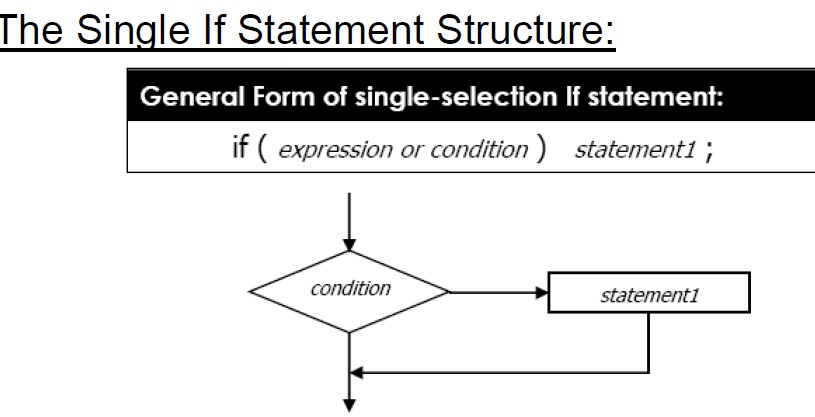 The Single If Statement Structure:
General Form of single-selection If statement:
if ( expression or condition ) statement1 ;
condition
statement1